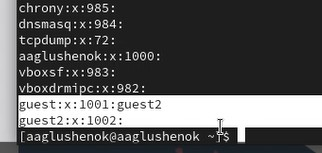 chrony:x:985:
dnsmasq:x:984:
tcpdump:x:72:
aaglushenok:x:1000:
vboxsf:x:983:
vboxdrmipc:x:982:
guest:x:1001:guest2
guest2:x:1002:
[aaglushenok@aaglushenok ~]$